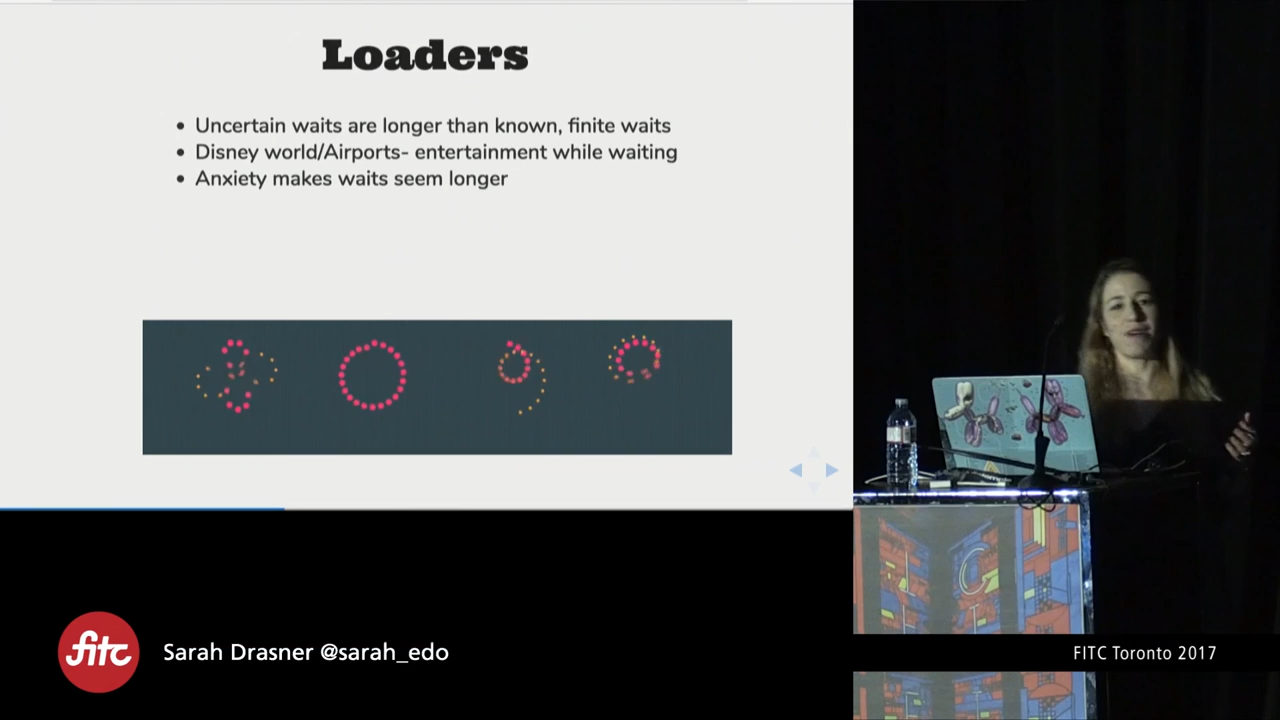 Loaders
• Uncertain waits are longer than known, finite waits
• Disney world/Airports- entertainment while waiting
• Anxiety makes waits seem longer
fitc
Sarah Drasner @sarah_edo
FITC Toronto 2017